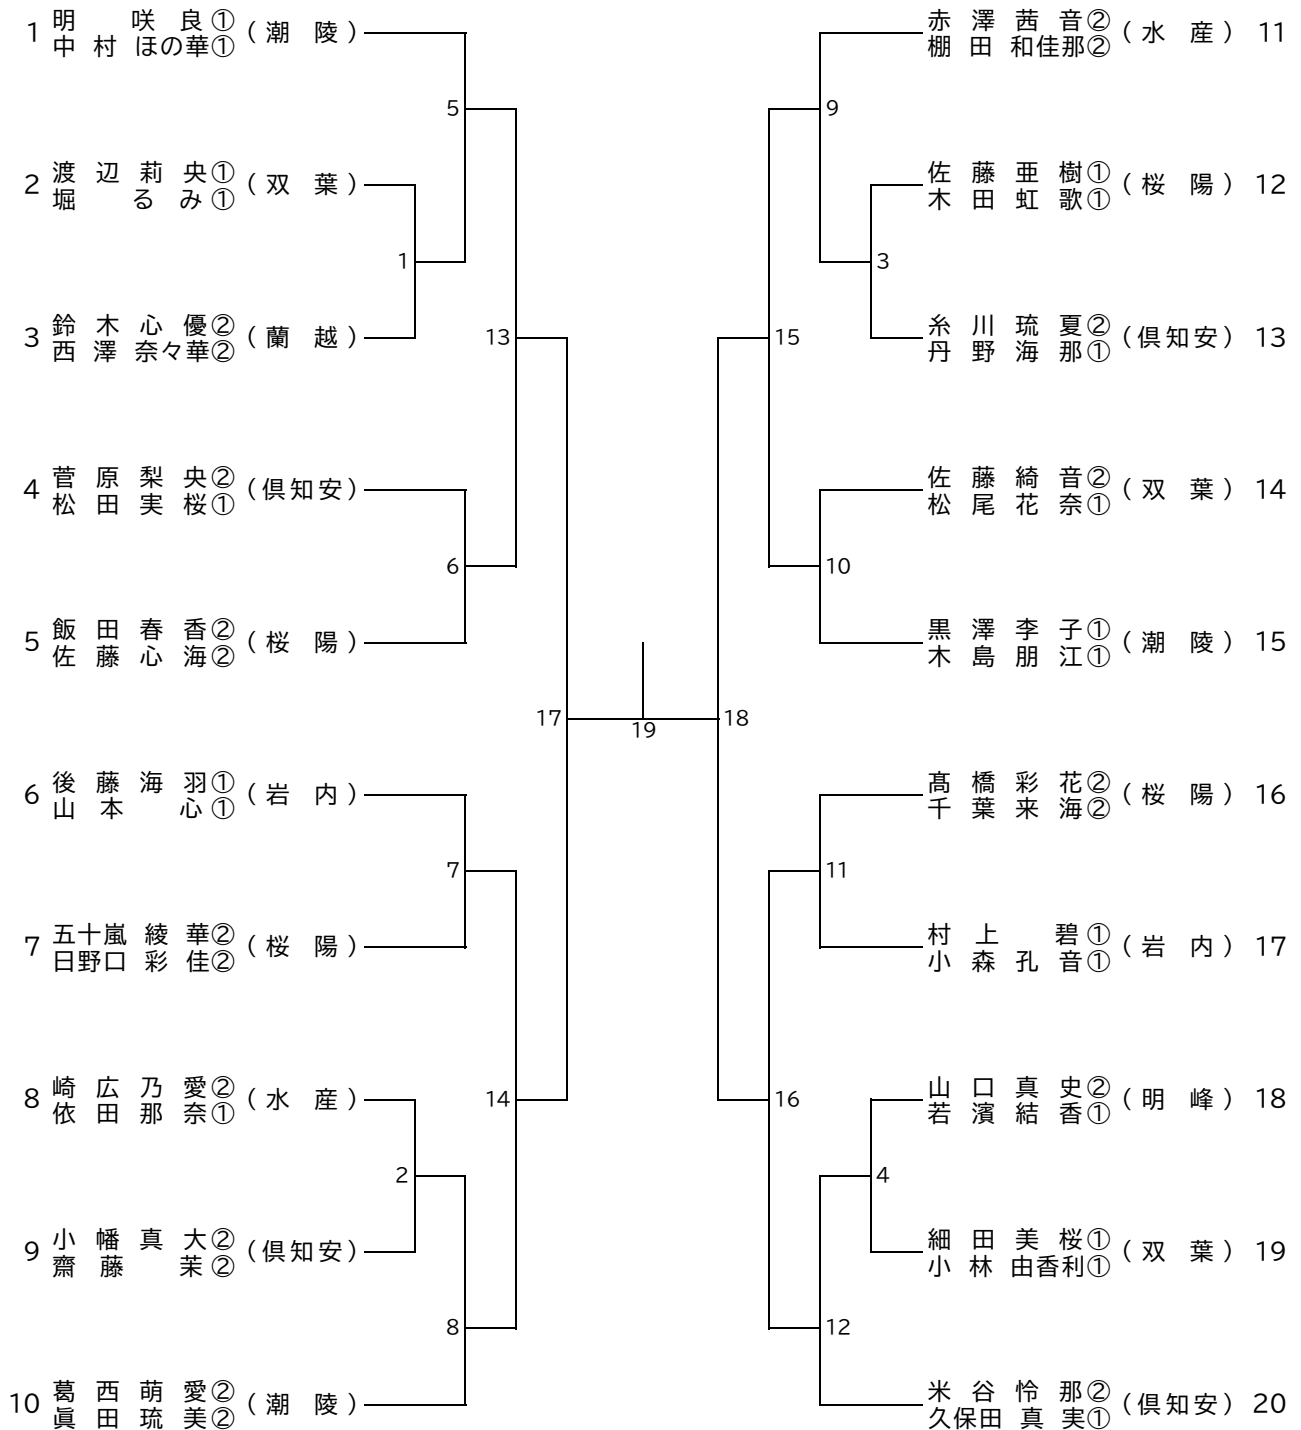 1 明 咲 良① ( 潮 陵 )
中 村 ほの華①
2 渡 辺 莉 央① ( 双 葉 )
堀 る み①
3 鈴 木 心 優② ( 蘭 越 )
西 澤 奈々華②
4 菅 原 梨 央② (倶知安)
松 田 実 桜①
5 飯 田 春 香② ( 桜 陽 )
佐 藤 心 海②
6 後 藤 海 羽① ( 岩 内 )
山 本 心①
7 五十嵐 綾 華② ( 桜 陽 )
日野口 彩 佳②
8 崎 広 乃 愛② ( 水 産 )
依 田 那 奈①
9 小 幡 真 大② (倶知安)
齋 藤 茉②
10 葛 西 萌 愛② ( 潮 陵 )
眞 田 琉 美②
5
1
13
6
17
7
14
2
8
19
9
3
15
10
18
11
16
4
12
赤 澤 茜 音② ( 水 産 ) 11
棚 田 和佳那②
佐 藤 亜 樹① ( 桜 陽 ) 12
木 田 虹 歌①
糸 川 琉 夏② (倶知安) 13
丹 野 海 那①
佐 藤 綺 音② ( 双 葉 ) 14
松 尾 花 奈①
黒 澤 李 子① ( 潮 陵 ) 15
木 島 朋 江①
髙 橋 彩 花② ( 桜 陽 ) 16
千 葉 来 海②
村 上 碧① ( 岩 内 ) 17
小 森 孔 音①
山 口 真 史② ( 明 峰 ) 18
若 濱 結 香①
細 田 美 桜① ( 双 葉 ) 19
小 林 由香利①
米 谷 怜 那② (倶知安) 20
久保田 真 実①